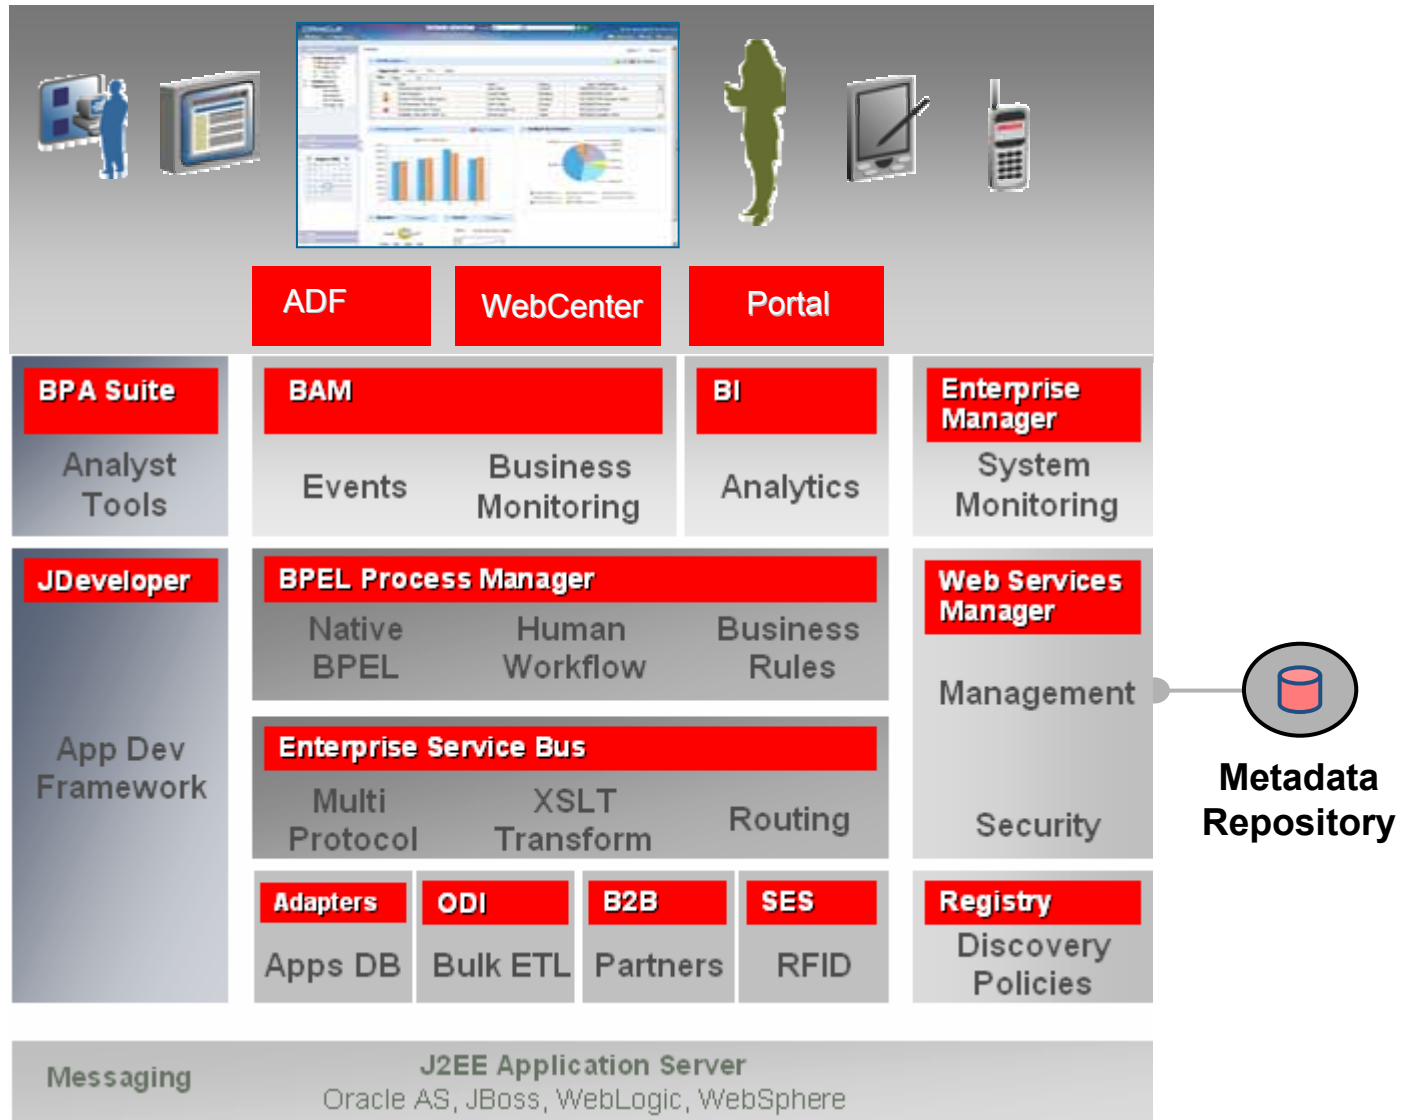 ORACLE
ADF
WebCenter
Portal
BPA Suite
Analyst
Tools
BAM
Events
Business
Monitoring
BI
Analytics
Enterprise
Manager
System
Monitoring
JDeveloper
App Dev
Framework
BPEL Process Manager
Native
BPEL
Human
Workflow
Business
Rules
Enterprise Service Bus
Multi
Protocol
XSLT
Transform
Routing
Web Services
Manager
Management
Security
Metadata
Repository
Adapters
Apps DB
ODI
Bulk ETL
B2B
Partners
SES
RFID
Registry
Discovery
Policies
Messaging
J2EE Application Server
Oracle AS, JBoss, WebLogic, WebSphere